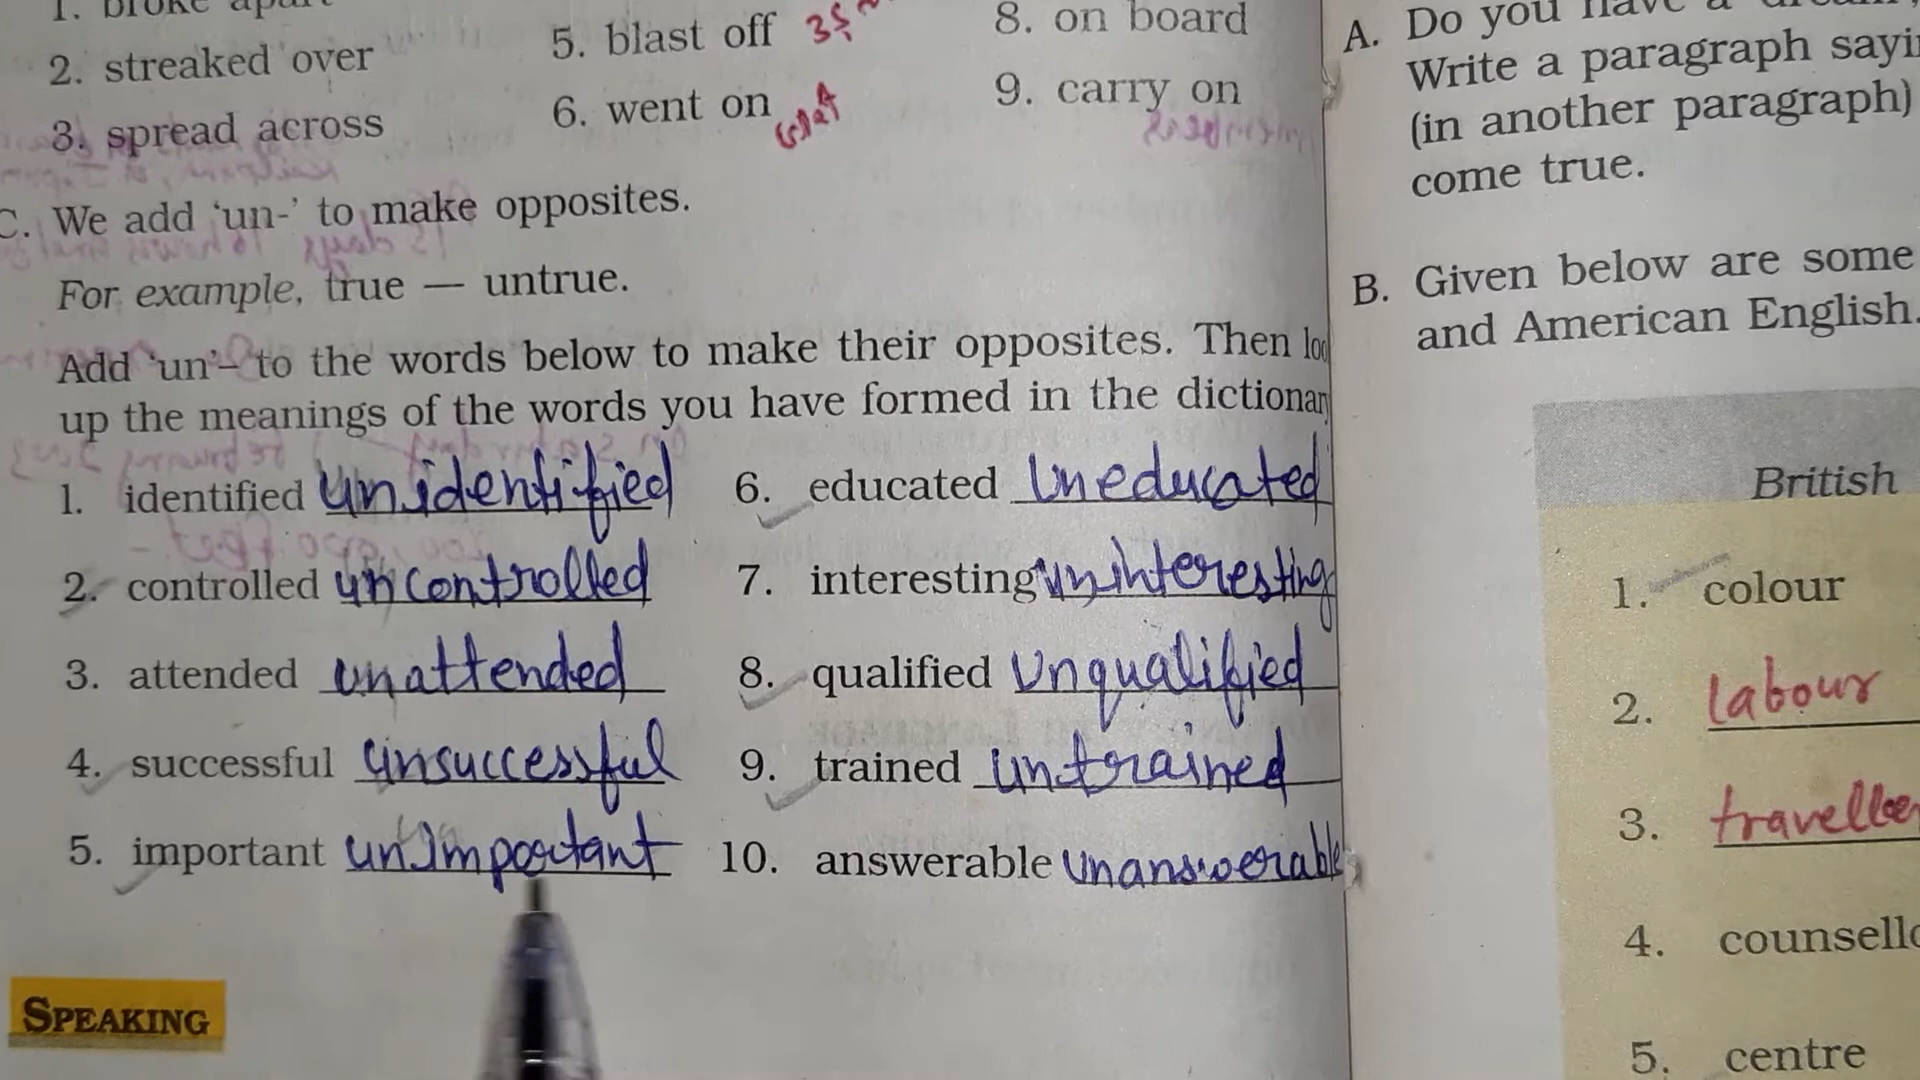 1. broke apart
2. streaked over
3. spread across
5. blast off
6. went on
8. on board
9. carry on
C. We add ‘un-’ to make opposites.
For example, true — untrue.
Add ‘un’- to the words below to make their opposites. Then loo
up the meanings of the words you have formed in the dictionar
1. identified unidentified
2. controlled uncontrolled
3. attended unattended
4. successful unsuccessful
5. important unimportant
6. educated uneducated
7. interesting uninteresting
8. qualified unqualified
9. trained untrained
10. answerable unanswerable
SPEAKING
A. Do you have a
Write a paragraph sayi
(in another paragraph)
come true.
B. Given below are some
and American English.
British
1. colour
2. labour
3. traveller
4. counsello
5. centre